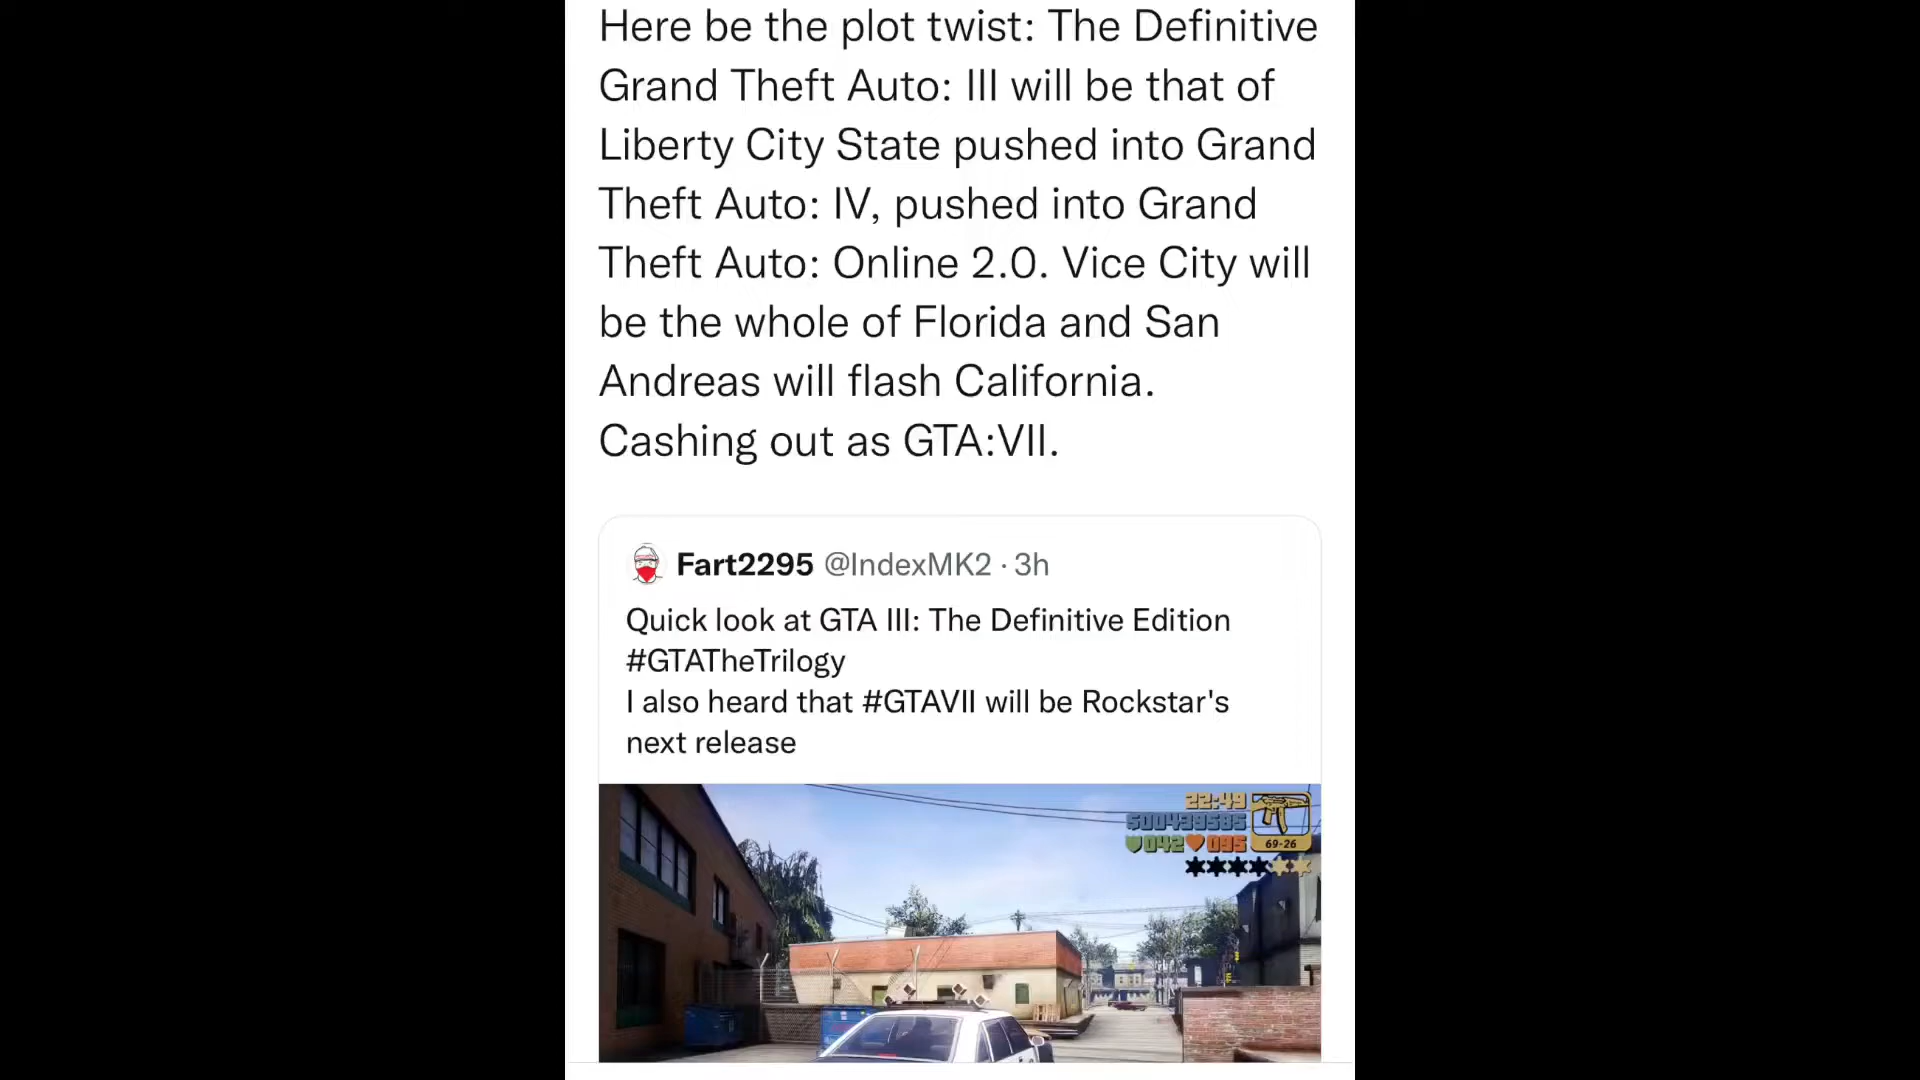 Here be the plot twist: The Definitive
Grand Theft Auto: III will be that of
Liberty City State pushed into Grand
Theft Auto: IV, pushed into Grand
Theft Auto: Online 2.0. Vice City will
be the whole of Florida and San
Andreas will flash California.
Cashing out as GTA:VII.
Fart2295 @IndexMK2 · 3h
Quick look at GTA III: The Definitive Edition
#GTATheTrilogy
I also heard that #GTAVII will be Rockstar's
next release
22:49
$00439585
042 095
69-26